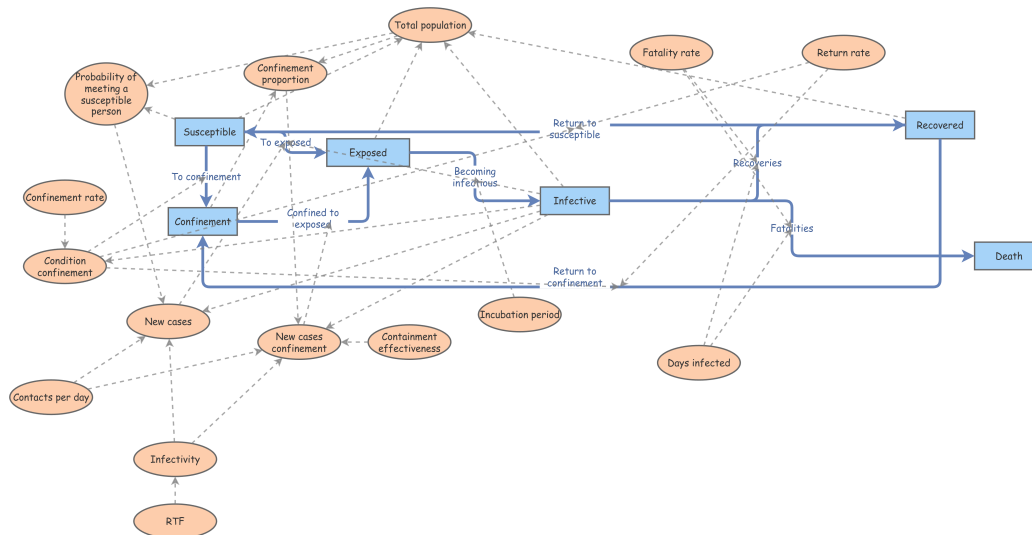 Total population
Fatality rate
Return rate
Confinement
proportion
Probability of
meeting a
susceptible
person
Susceptible
Return to
susceptible
Recovered
To exposed
Exposed
Recoveries
To confinement
Becoming
infectious
Confinement rate
Infective
Confinement
Confined to
exposed
Fatalities
Condition
confinement
Death
Return to
confinement
New cases
Incubation period
New cases
confinement
Containment
effectiveness
Days infected
Contacts per day
Infectivity
RTF